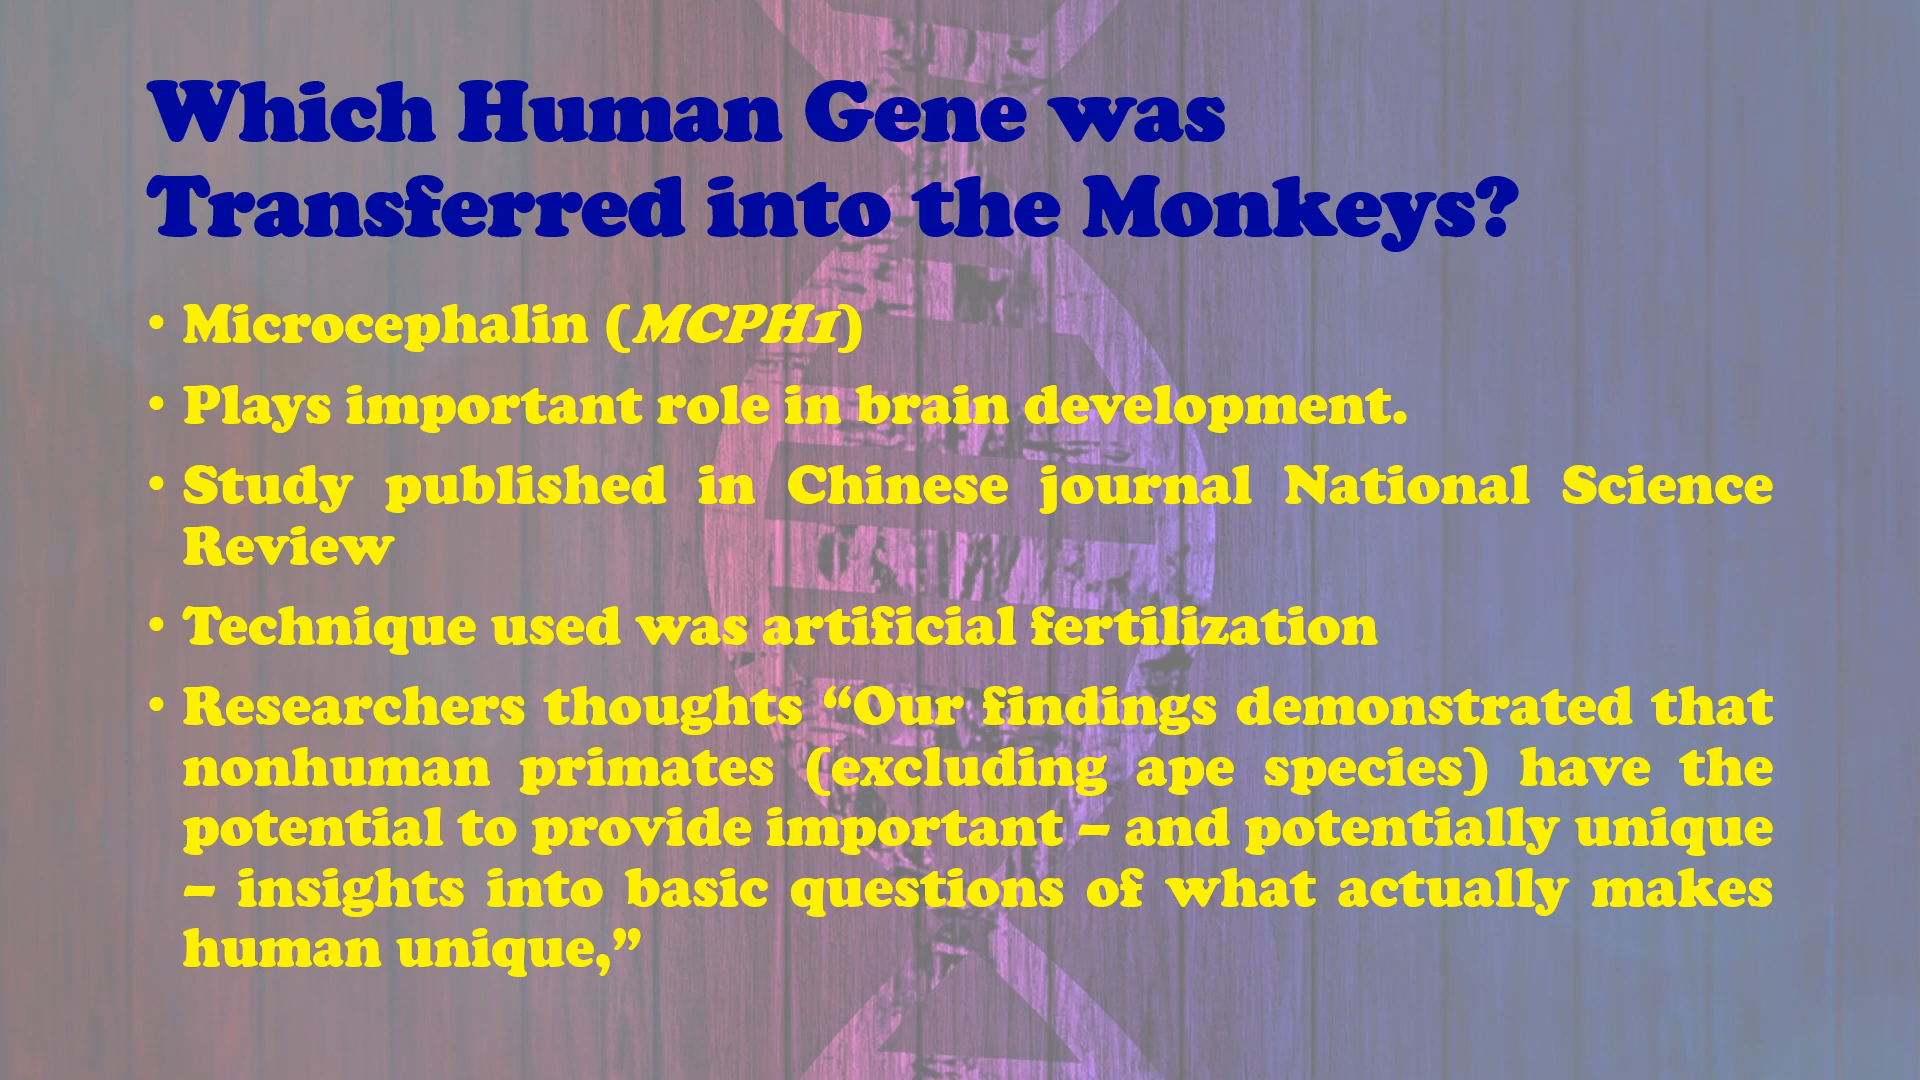 Which Human Gene was
Transferred into the Monkeys?
• Microcephalin (MCPH1)
• Plays important role in brain development.
• Study published in Chinese journal National Science
Review
• Technique used was artificial fertilization
• Researchers thoughts “Our findings demonstrated that
nonhuman primates (excluding ape species) have the
potential to provide important – and potentially unique
– insights into basic questions of what actually makes
human unique,”